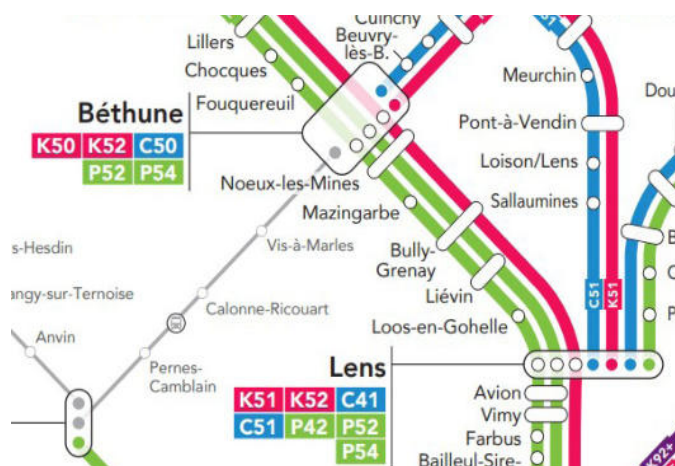 Cuinchy
Beuvry-
lès-B.
Lillers
Chocques
Fouquereuil
Béthune
K50 K52 C50
P52 P54
Noeux-les-Mines
Mazingarbe
Bully-
Grenay
Liévin
Loos-en-Gohelle
Vis-à-Marles
Calonne-Ricouart
Pernes-
Camblain
s-Hesdin
angy-sur-Ternoise
Anvin
Meurchin
Pont-à-Vendin
Loison/Lens
Sallaumines
Dou
C51
K51
B
C
P
Lens
K51 K52 C41
C51 P42 P52
P54
Avion
Vimy
Farbus
Bailleul-Sire-
K92+